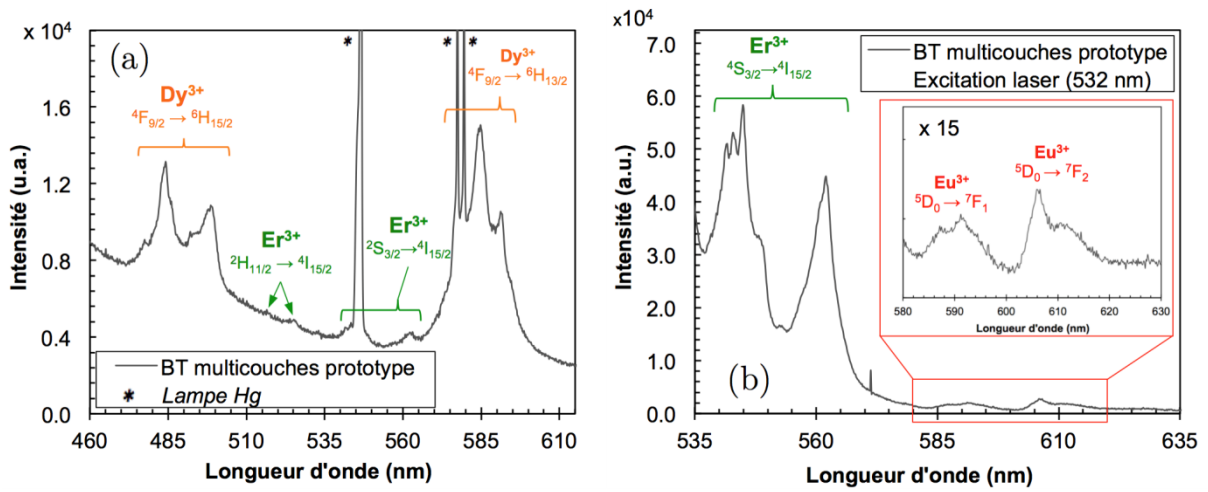 x 10⁴
(a)
Intensité (u.a.)
2.0
1.6
1.2
0.8
0.4
0.0
Dy³⁺
⁴F₉/₂→⁶H₁₅/₂
Er³⁺
²H₁₁/₂→⁴I₁₅/₂
Er³⁺
²S₃/₂→⁴I₁₅/₂
* * *
Dy³⁺
⁴F₉/₂→⁶H₁₃/₂
BT multicouches prototype
* Lampe Hg
460 485 510 535 560 585 610
Longueur d'onde (nm)
x10⁴
(b)
Intensité (a.u.)
7.0
6.0
5.0
4.0
3.0
2.0
1.0
0.0
Er³⁺
⁴S₃/₂→⁴I₁₅/₂
BT multicouches prototype
Excitation laser (532 nm)
x 15
Eu³⁺
⁵D₀→⁷F₁
Eu³⁺
⁵D₀→⁷F₂
580 590 600 610 620 630
Longueur d'onde (nm)
535 560 585 610 635
Longueur d'onde (nm)